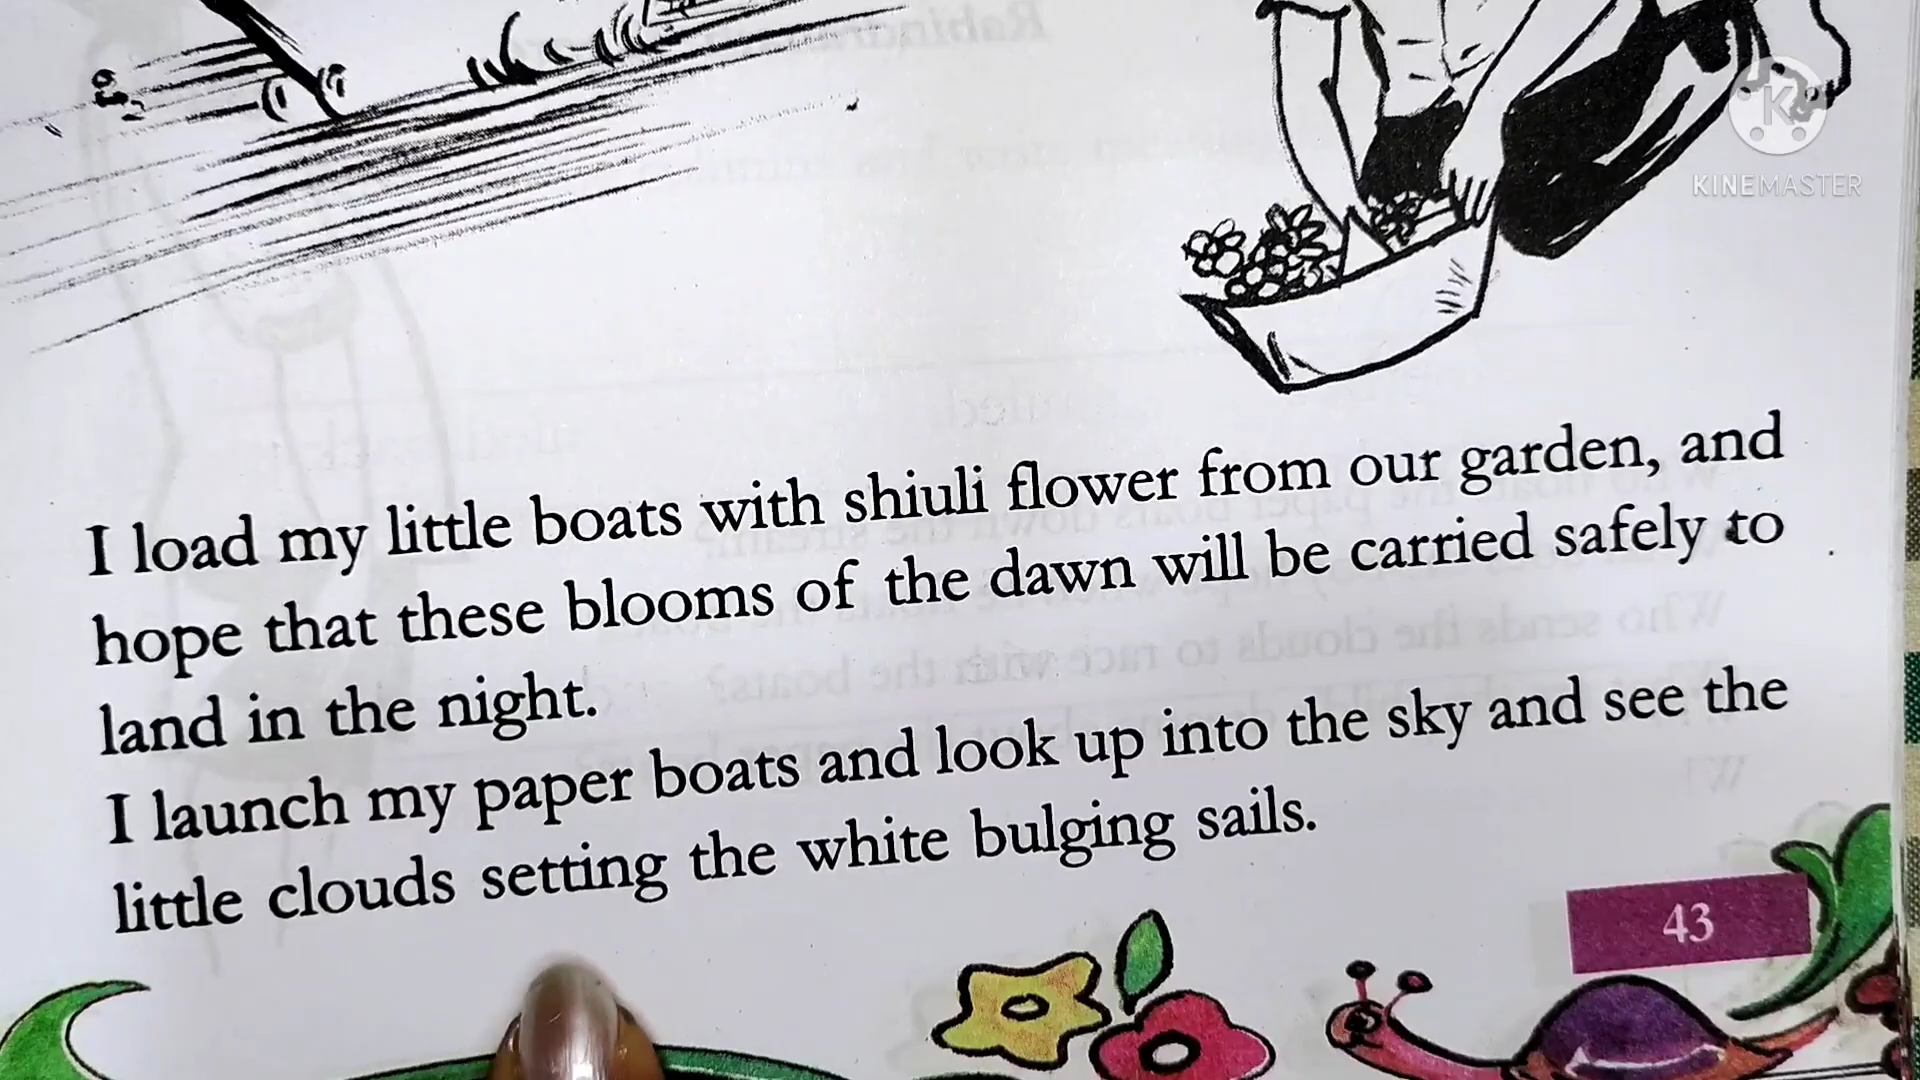 KINEMASTER
I load my little boats with shiuli flower from our garden, and
hope that these blooms of the dawn will be carried safely to
land in the night.
I launch my paper boats and look up into the sky and see the
little clouds setting the white bulging sails.
43